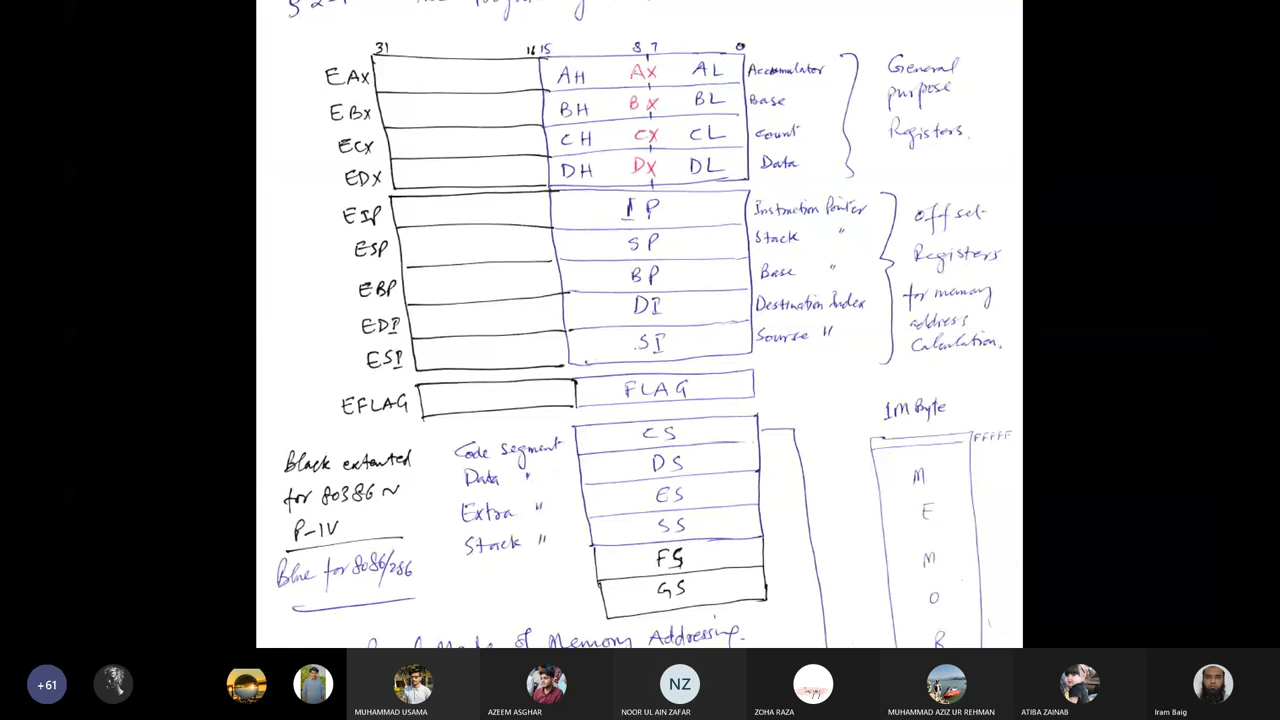 31 16 15 8 7 0
EAX AH AX AL Accumulator
EBX BH BX BL Base
ECX CH CX CL Count
EDX DH DX DL Data
General
purpose
Registers.
EIP IP Instruction Pointer
ESP SP Stack "
EBP BP Base "
EDI DI Destination Index
ESI SI Sourse "
Offset
Registers
for memory
address
Calculation.
EFLAG FLAG
Code segment CS
Data " DS
Extra " ES
Stack " SS
FS
GS
Black extented
for 80386 ~
P-IV
Blue for 8086/286
1MByte
FFFFF
M
E
M
O
R
Mode of Memory Addressing.
+61
MUHAMMAD USAMA
AZEEM ASGHAR
NZ
NOOR UL AIN ZAFAR
ZOHA RAZA
MUHAMMAD AZIZ UR REHMAN
ATIBA ZAINAB
Iram Baig